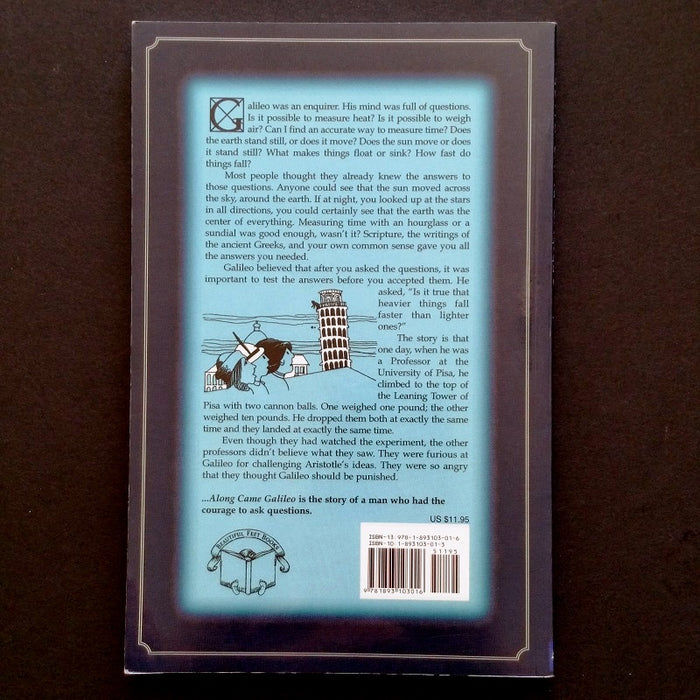 Galileo was an enquirer. His mind was full of questions.
Is it possible to measure heat? Is it possible to weigh
air? Can I find an accurate way to measure time? Does
the earth stand still, or does it move? Does the sun move or does
it stand still? What makes things float or sink? How fast do
things fall?
Most people thought they already knew the answers to
those questions. Anyone could see that the sun moved across
the sky, around the earth. If at night, you looked up at the stars
in all directions, you could certainly see that the earth was the
center of everything. Measuring time with an hourglass or a
sundial was good enough, wasn't it? Scripture, the writings of
the ancient Greeks, and your own common sense gave you all
the answers you needed.
Galileo believed that after you asked the questions, it was
important to test the answers before you accepted them. He
asked, "Is it true that
heavier things fall
faster than lighter
ones?"
The story is that
one day, when he was
a Professor at the
University of Pisa, he
climbed to the top of
the Leaning Tower of
Pisa with two cannon balls. One weighed one pound; the other
weighed ten pounds. He dropped them both at exactly the same
time and they landed at exactly the same time.
Even though they had watched the experiment, the other
professors didn't believe what they saw. They were furious at
Galileo for challenging Aristotle's ideas. They were so angry
that they thought Galileo should be punished.
...Along Came Galileo is the story of a man who had the
courage to ask questions.
US $11.95
BEAUTIFUL FEET BOOKS
ISBN-13: 978-1-893103-01-6
ISBN-10: 1-893103-01-3
51195
9781893103016